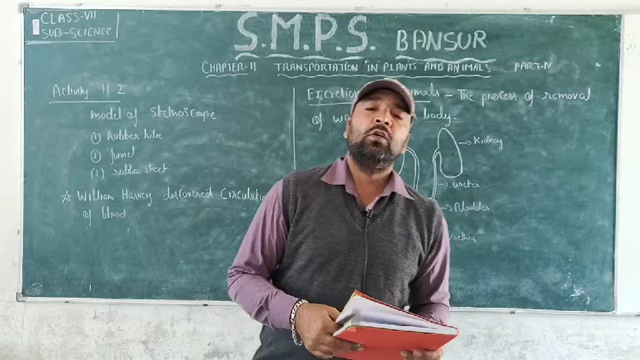 CLASS-VII
SUB-SCIENCE
S.M.P.S. BANSUR
CHAPTER-11 TRANSPORTATION IN PLANTS AND ANIMALS PART-IV
Activity 11.2
model of Stethoscope
① Rubber tube
② funnel
③ rubber sheet
☆ William Harvey discovered Circulation
of blood
Excretion Animals - The process of removal
of body:-
Kidney
ureter
Bladder